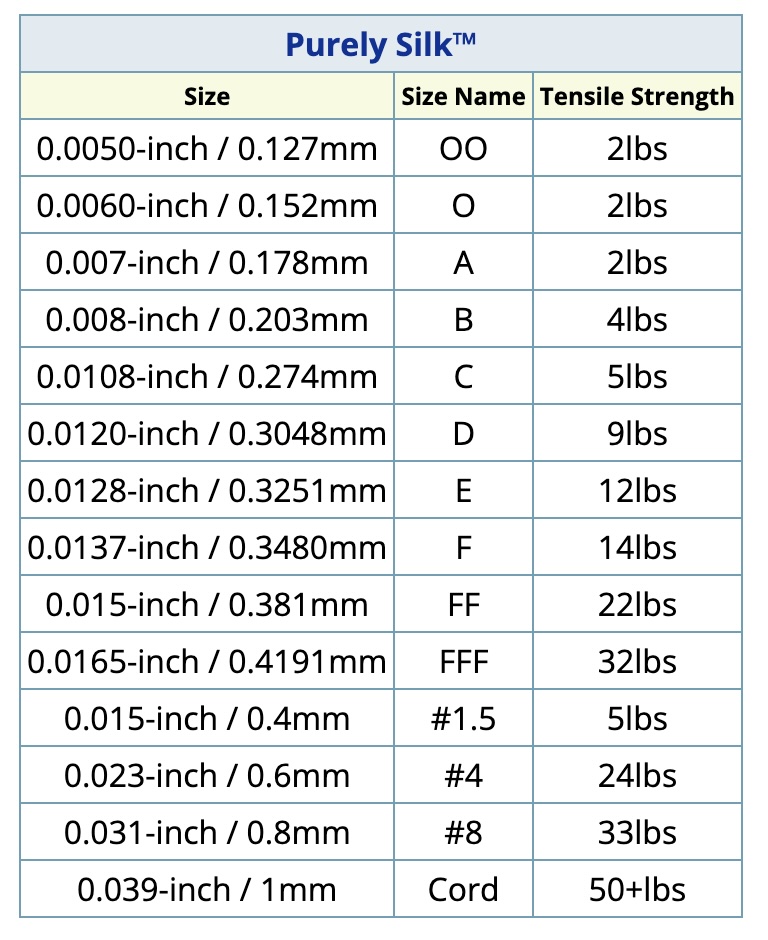 Purely Silk™
Size Size Name Tensile Strength
0.0050-inch / 0.127mm OO 2lbs
0.0060-inch / 0.152mm O 2lbs
0.007-inch / 0.178mm A 2lbs
0.008-inch / 0.203mm B 4lbs
0.0108-inch / 0.274mm C 5lbs
0.0120-inch / 0.3048mm D 9lbs
0.0128-inch / 0.3251mm E 12lbs
0.0137-inch / 0.3480mm F 14lbs
0.015-inch / 0.381mm FF 22lbs
0.0165-inch / 0.4191mm FFF 32lbs
0.015-inch / 0.4mm #1.5 5lbs
0.023-inch / 0.6mm #4 24lbs
0.031-inch / 0.8mm #8 33lbs
0.039-inch / 1mm Cord 50+lbs